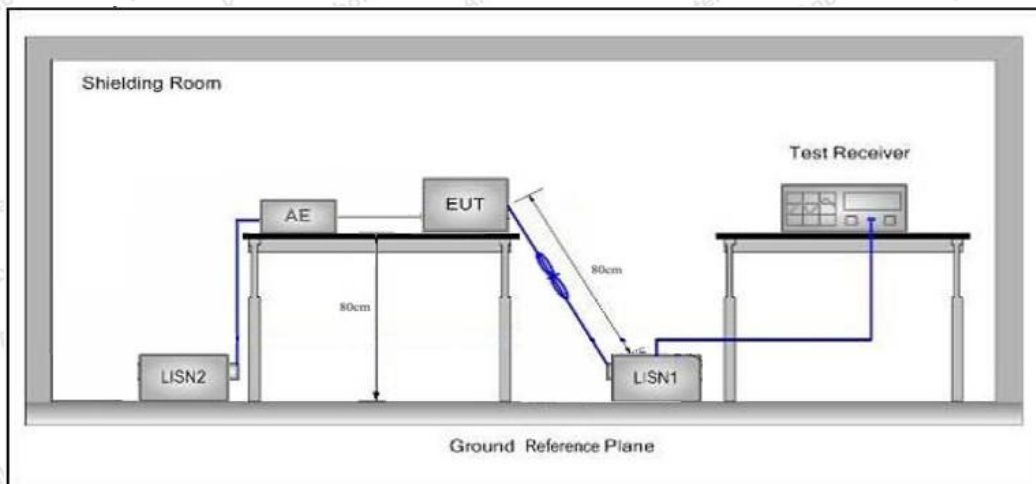 Shielding Room
Test Receiver
AE
EUT
80cm
80cm
LISN2
LISN1
Ground Reference Plane